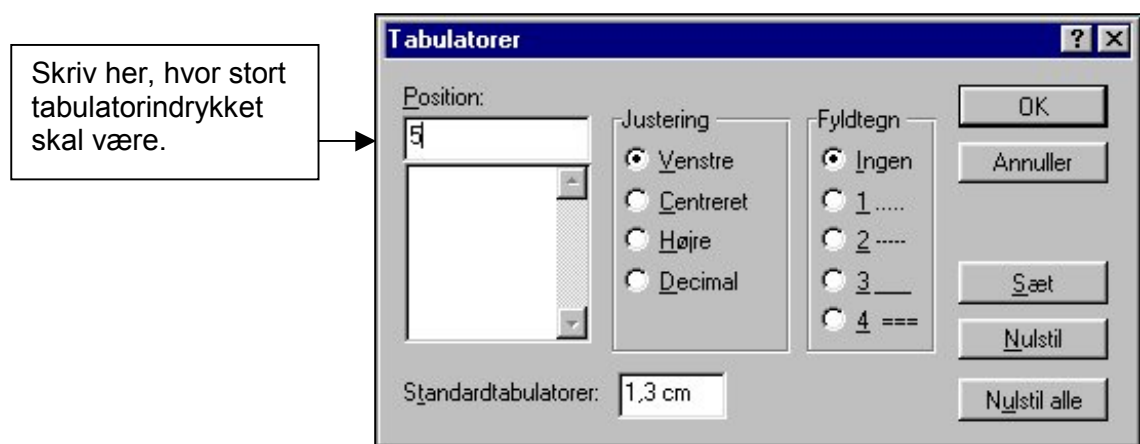 Tabulatorer
Skriv her, hvor stort
tabulatorindrykket
skal være.
Position:
5
Justering
Venstre
Centreret
Højre
Decimal
Fyldtegn
Ingen
1 .....
2 -----
3 ___
4 ===
OK
Annuller
Sæt
Nulstil
Nulstil alle
Standardtabulatorer: 1,3 cm